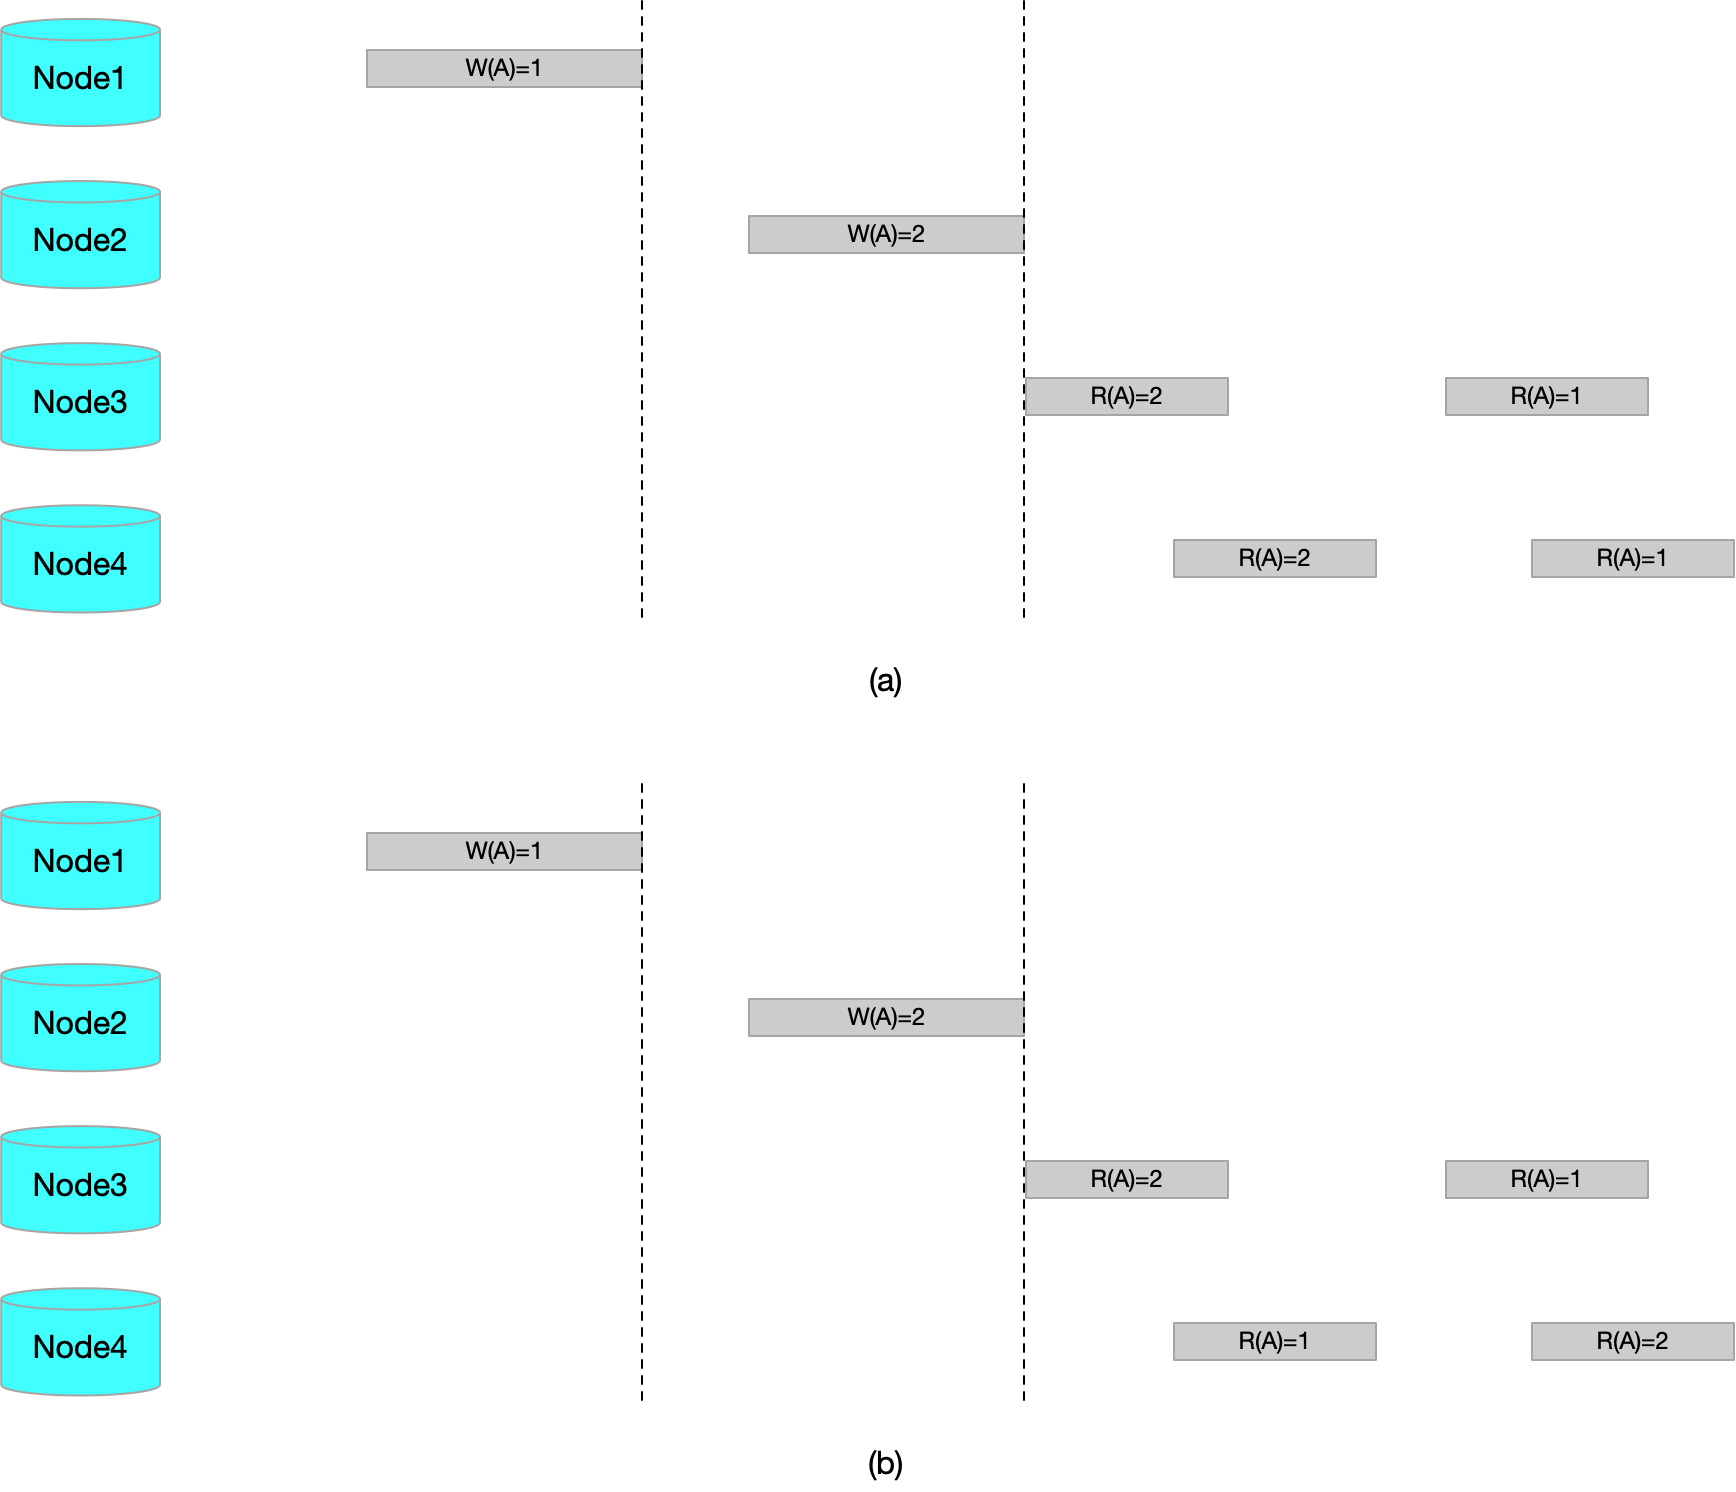 Node1
W(A)=1
Node2
W(A)=2
Node3
R(A)=2
R(A)=1
Node4
R(A)=2
R(A)=1
(a)
Node1
W(A)=1
Node2
W(A)=2
Node3
R(A)=2
R(A)=1
Node4
R(A)=1
R(A)=2
(b)